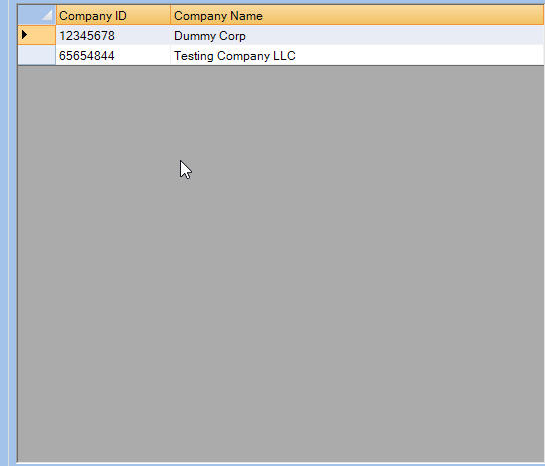 Company ID Company Name
12345678 Dummy Corp
65654844 Testing Company LLC